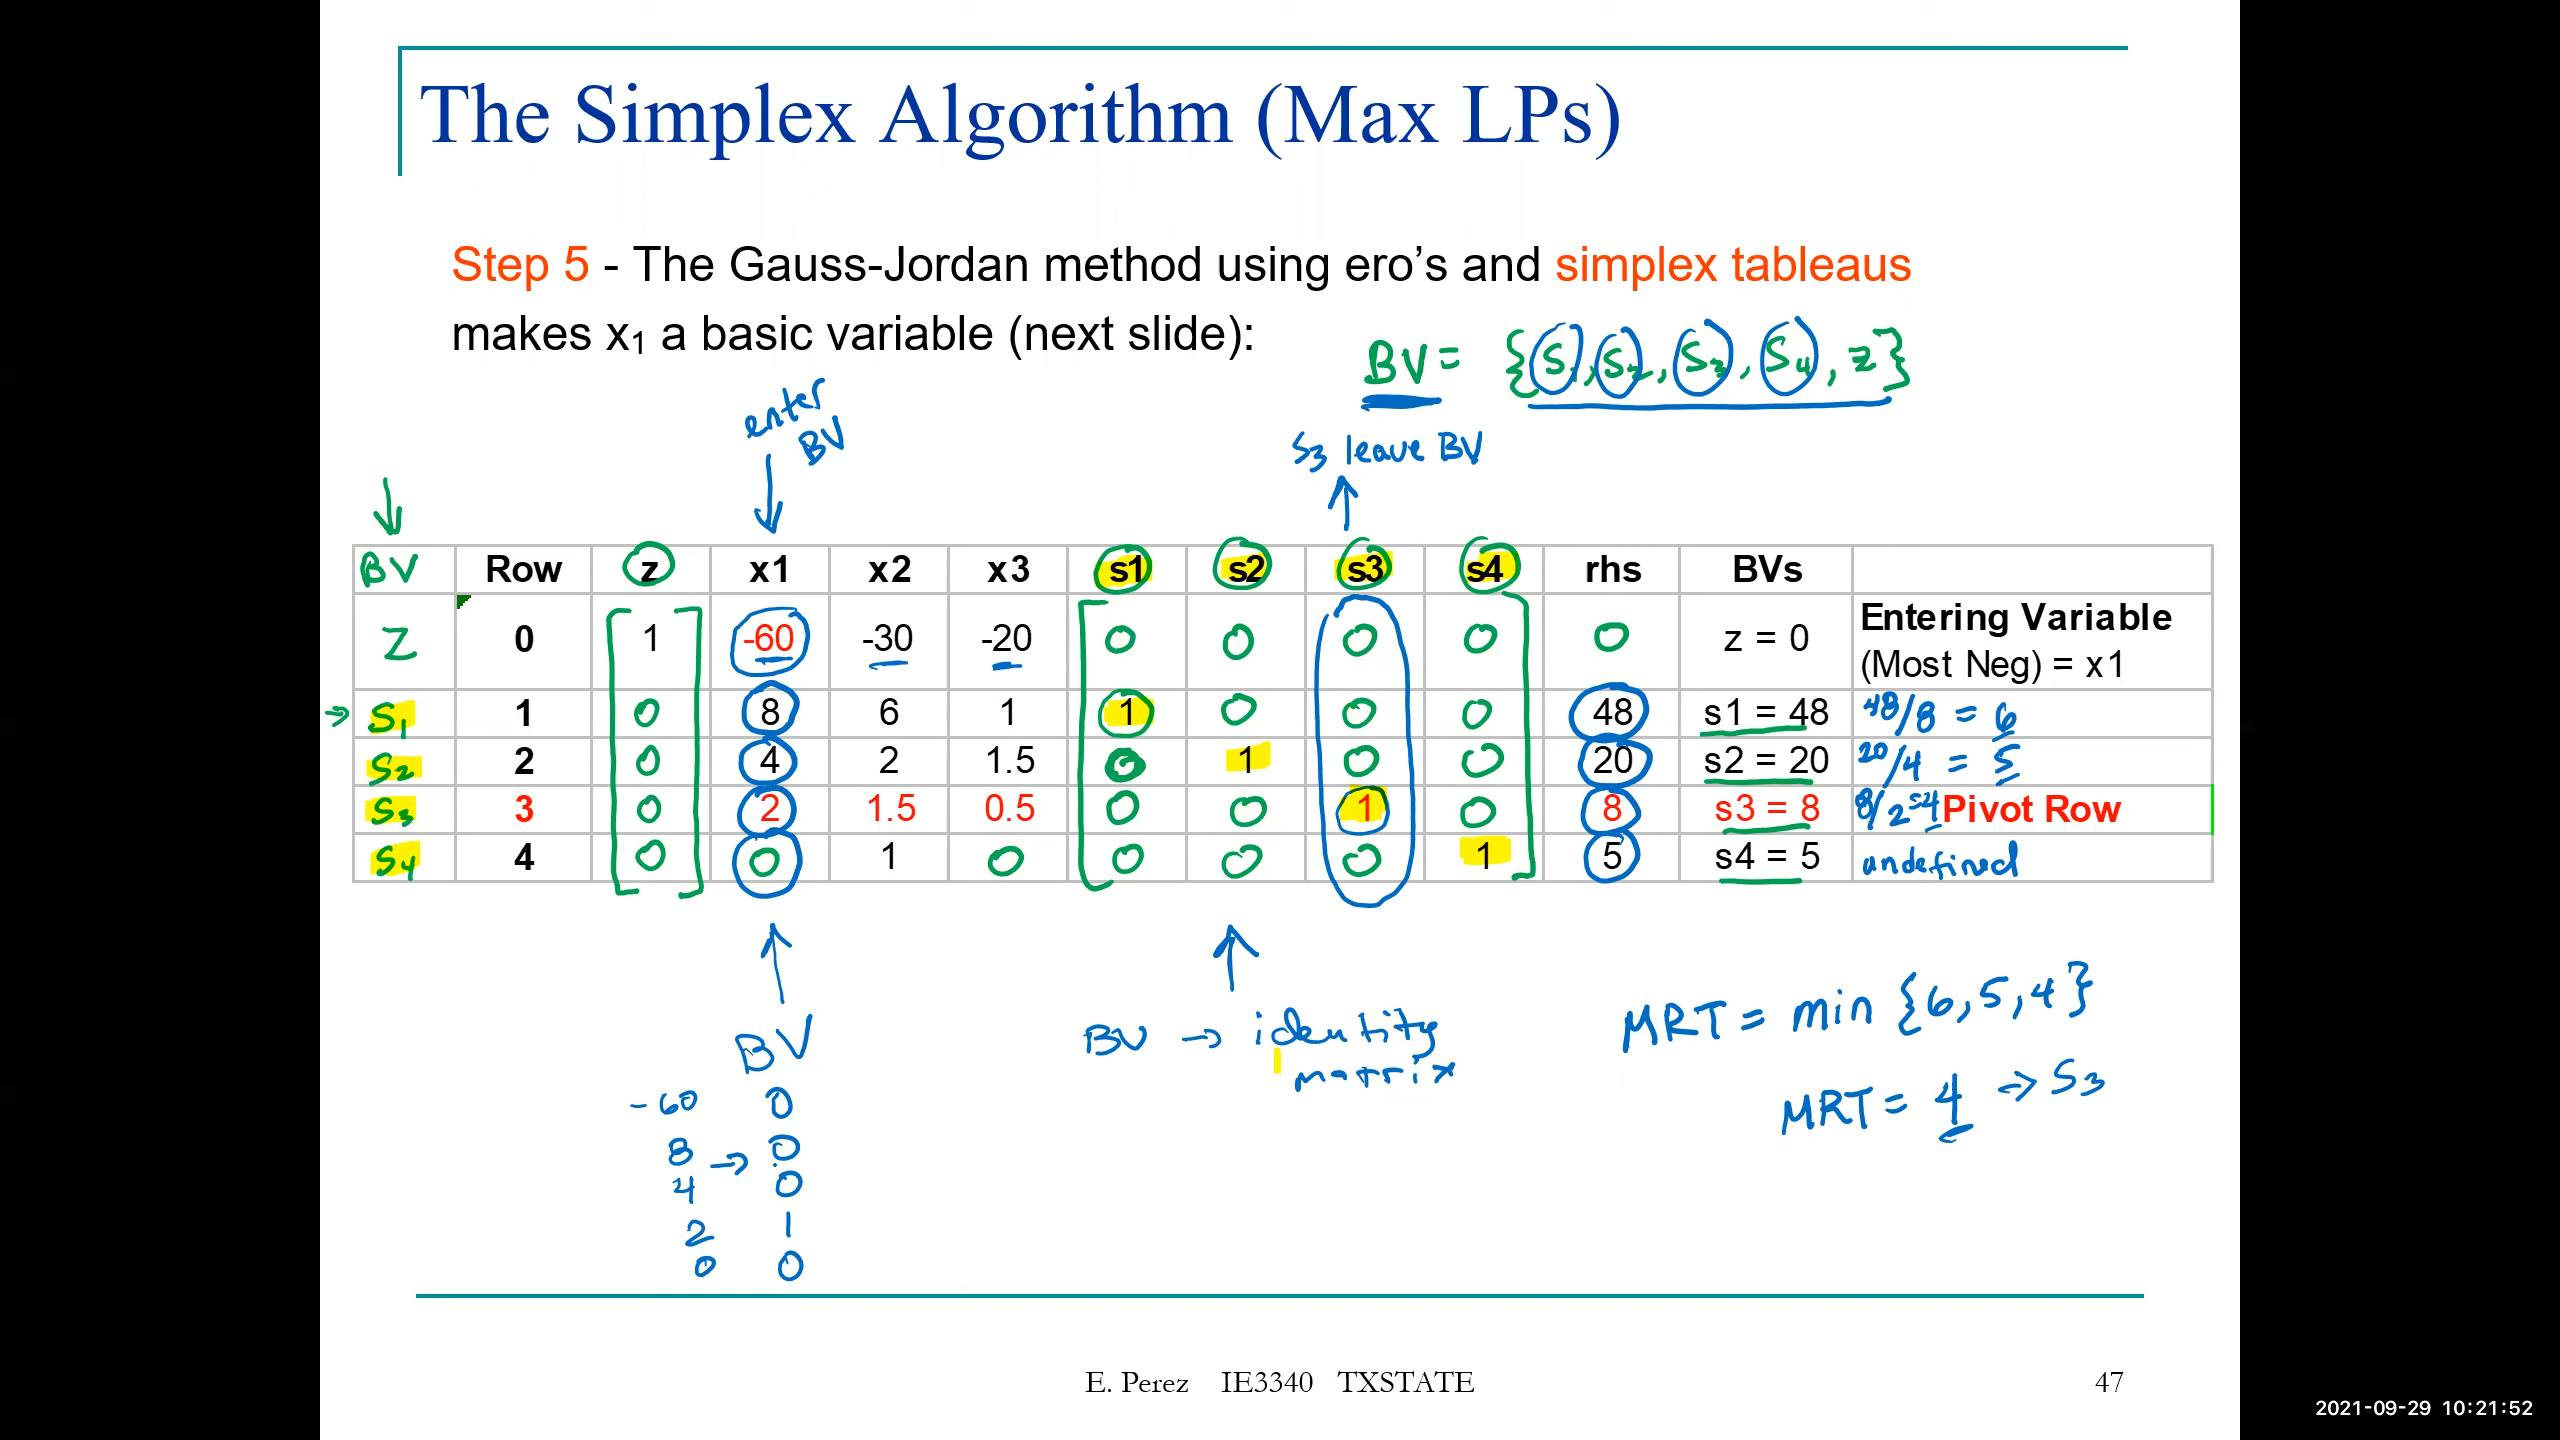 The Simplex Algorithm (Max LPs)
Step 5 - The Gauss-Jordan method using ero's and simplex tableaus
makes x₁ a basic variable (next slide):
BV = {S1, S2, S3, S4, z}
enter
BV
S3 leave BV
BV Row z x1 x2 x3 s1 s2 s3 s4 rhs BVs
Z 0 1 -60 -30 -20 0 0 0 0 0 z = 0 Entering Variable
(Most Neg) = x1
→ S1 1 0 8 6 1 1 0 0 0 48 s1 = 48 48/8 = 6
S2 2 0 4 2 1.5 0 1 0 0 20 s2 = 20 20/4 = 5
S3 3 0 2 1.5 0.5 0 0 1 0 8 s3 = 8 8/2=4 Pivot Row
S4 4 0 0 1 0 0 0 0 1 5 s4 = 5 undefined
BV
-60 0
8 → 0
4 0
2 1
0 0
BV → identity
matrix
MRT = min {6,5,4}
MRT = 4 → S3
E. Perez IE3340 TXSTATE
47
2021-09-29 10:21:52